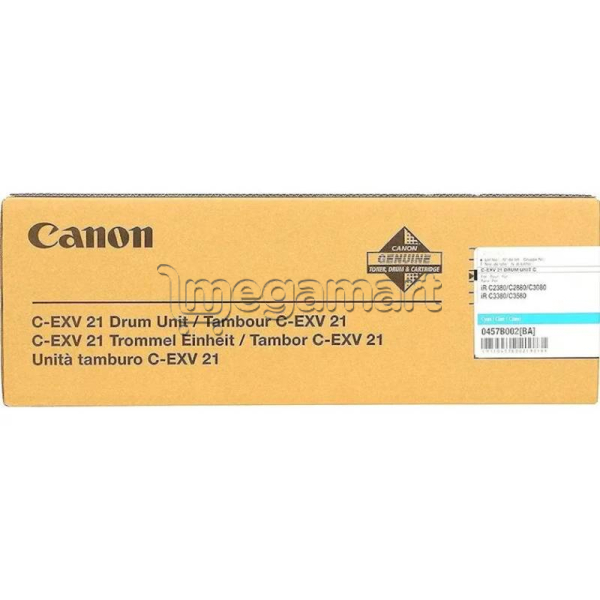 Canon
CANON
GENUINE
TONER, DRUM & CARTRIDGE
1megamart
C-EXV 21 Drum Unit / Tambour C-EXV 21
C-EXV 21 Trommel Einheit / Tambor C-EXV 21
Unità tamburo C-EXV 21
C-EXV 21 DRUM UNIT C
iR C2380/C2880/C3080
iR C3380/C3580
0457B002[BA]